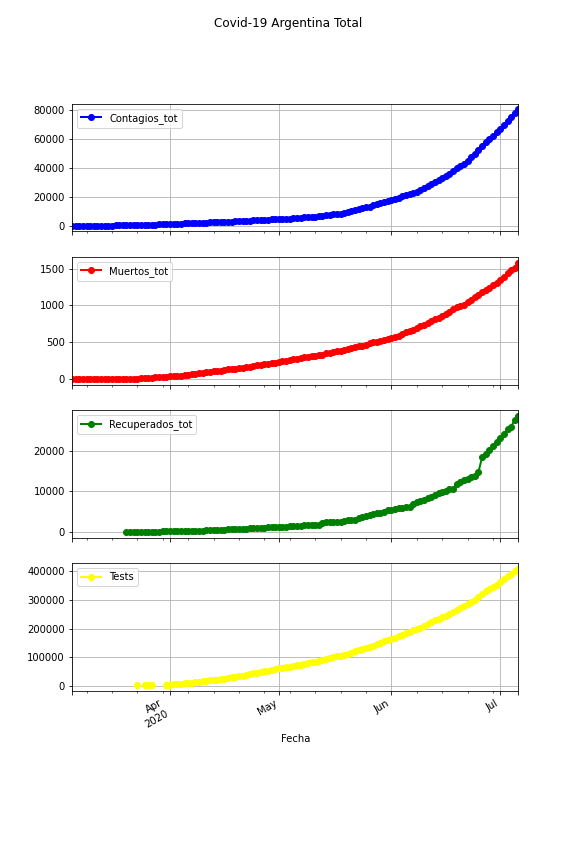 Covid-19 Argentina Total
80000
60000
40000
20000
0
Contagios_tot
1500
1000
500
0
Muertos_tot
20000
10000
0
Recuperados_tot
400000
300000
200000
100000
0
Tests
Apr
2020
May
Jun
Jul
Fecha